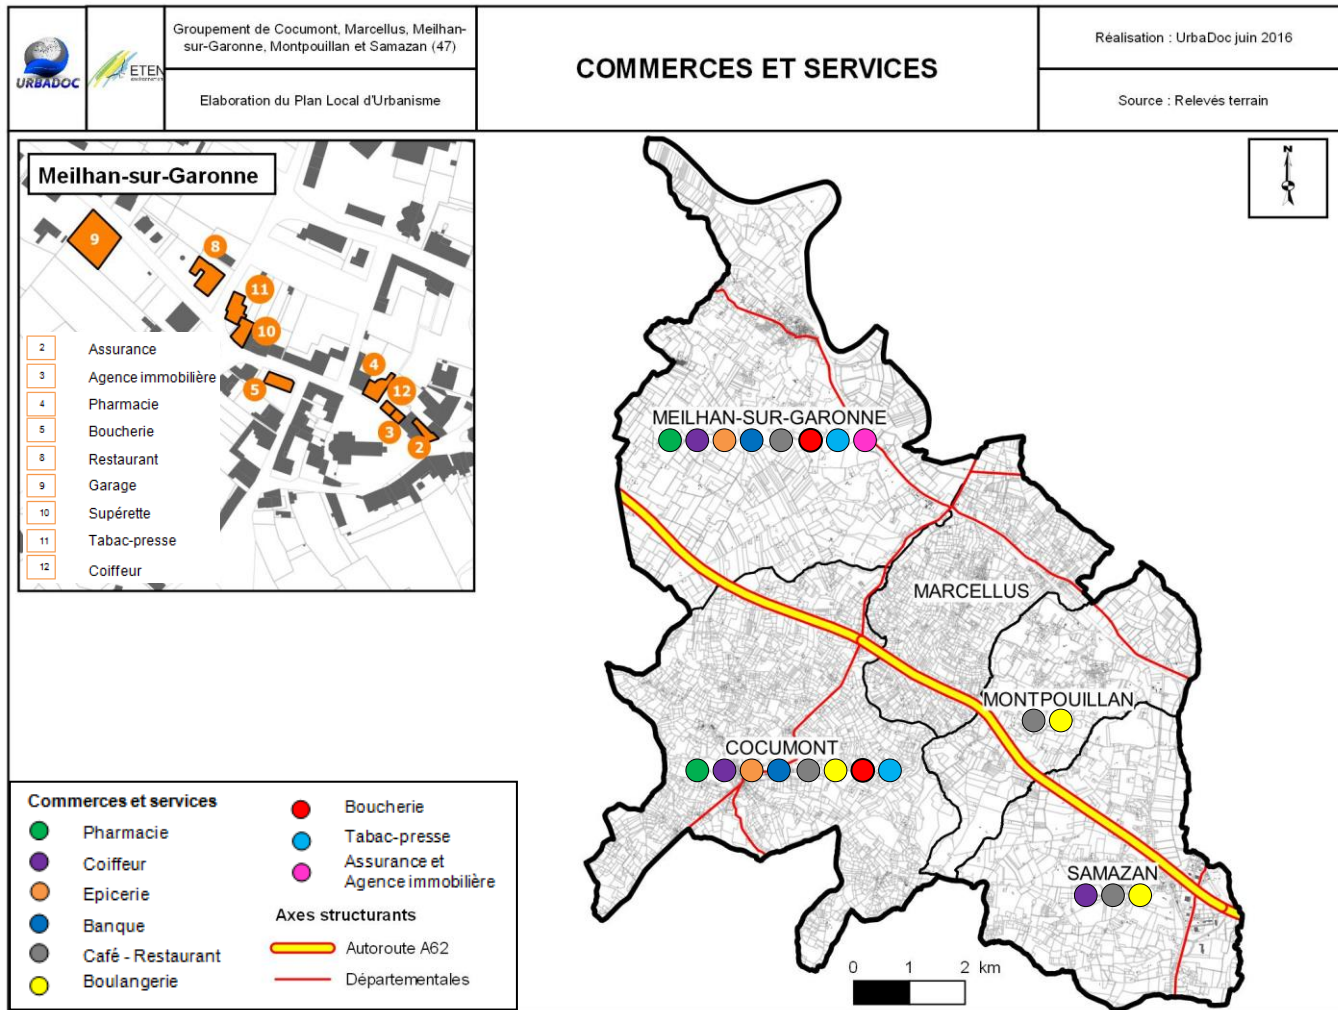 URBADOC
ETEN
Groupement de Cocumont, Marcellus, Meilhan-
sur-Garonne, Montpouillan et Samazan (47)
Elaboration du Plan Local d'Urbanisme
COMMERCES ET SERVICES
Réalisation : UrbaDoc juin 2016
Source : Relevés terrain
Meilhan-sur-Garonne
9
8
11
10
5
4
12
3
2
2 Assurance
3 Agence immobilière
4 Pharmacie
5 Boucherie
8 Restaurant
9 Garage
10 Supérette
11 Tabac-presse
12 Coiffeur
N
MEILHAN-SUR-GARONNE
MARCELLUS
MONTPOUILLAN
COCUMONT
SAMAZAN
0 1 2 km
Commerces et services
Pharmacie
Coiffeur
Epicerie
Banque
Café - Restaurant
Boulangerie
Boucherie
Tabac-presse
Assurance et
Agence immobilière
Axes structurants
Autoroute A62
Départementales